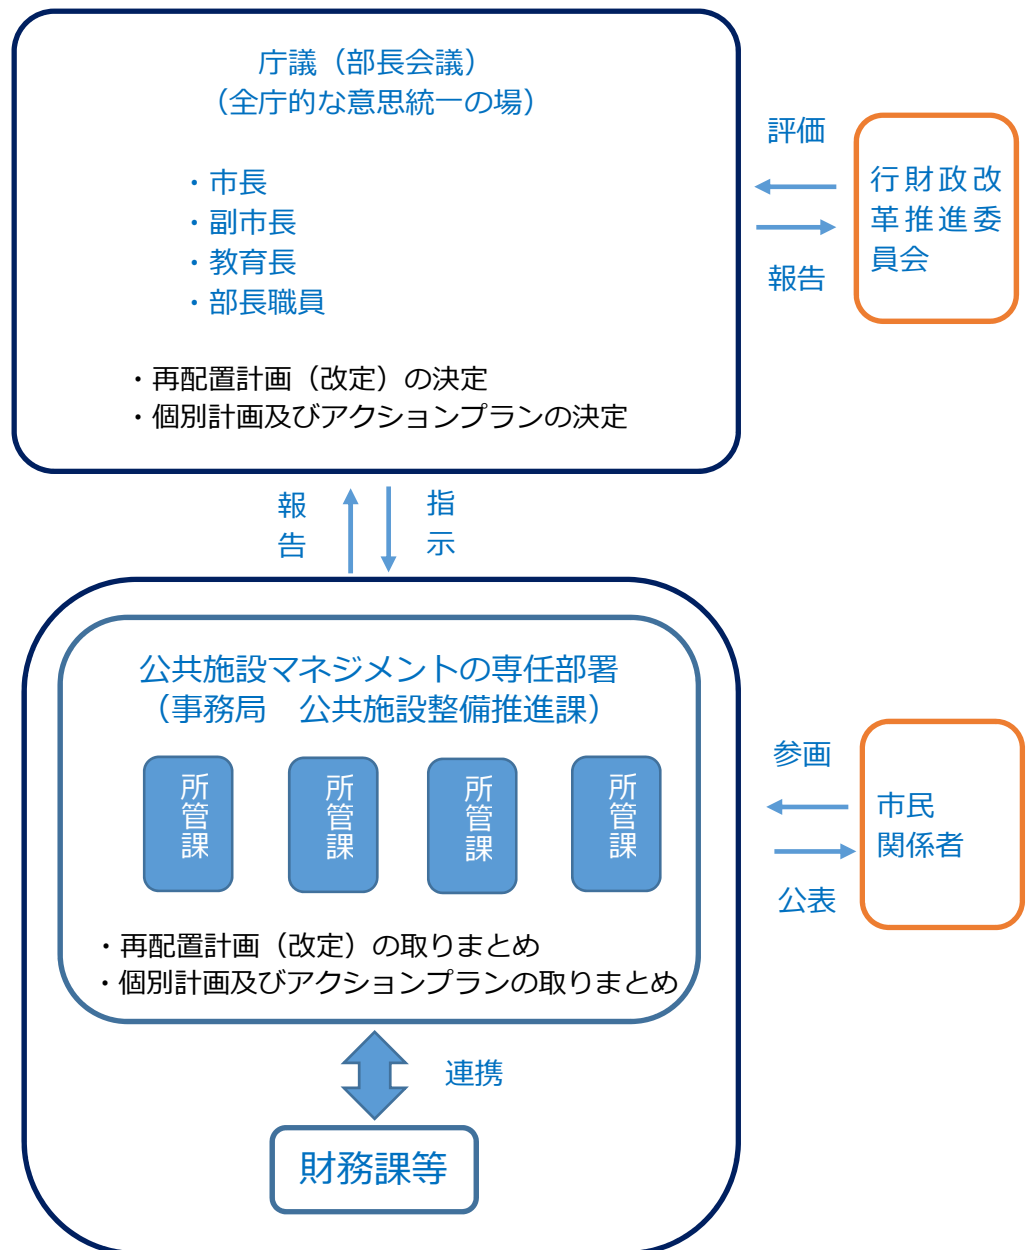 庁議（部長会議）
（全庁的な意思統一の場）
・市長
・副市長
・教育長
・部長職員
・再配置計画（改定）の決定
・個別計画及びアクションプランの決定
評価
報告
行財政改
革推進委
員会
報告
指示
公共施設マネジメントの専任部署
（事務局　公共施設整備推進課）
所管課
所管課
所管課
所管課
・再配置計画（改定）の取りまとめ
・個別計画及びアクションプランの取りまとめ
参画
公表
市民
関係者
連携
財務課等